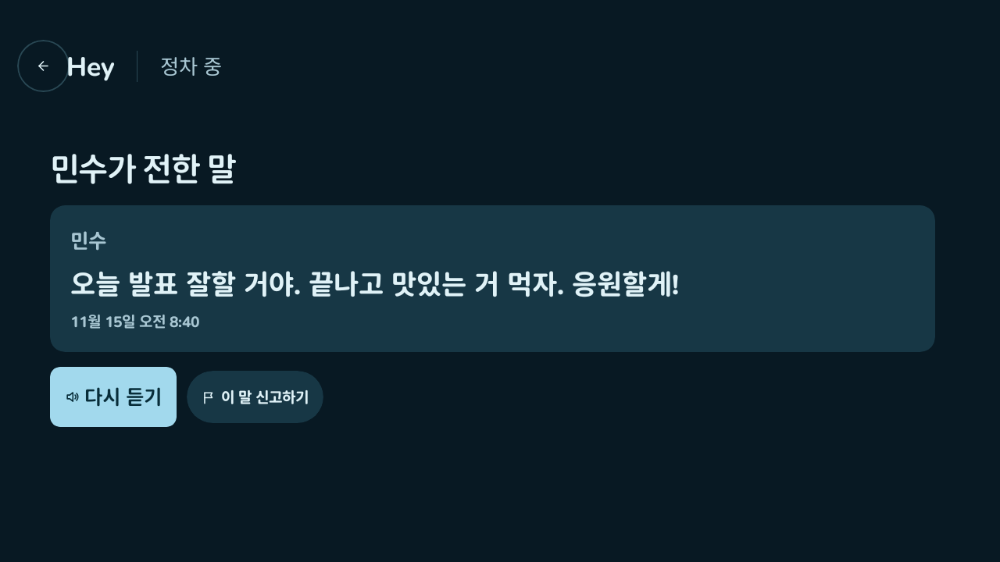 Hey
정차 중
민수가 전한 말
민수
오늘 발표 잘할 거야. 끝나고 맛있는 거 먹자. 응원할게!
11월 15일 오전 8:40
다시 듣기
이 말 신고하기